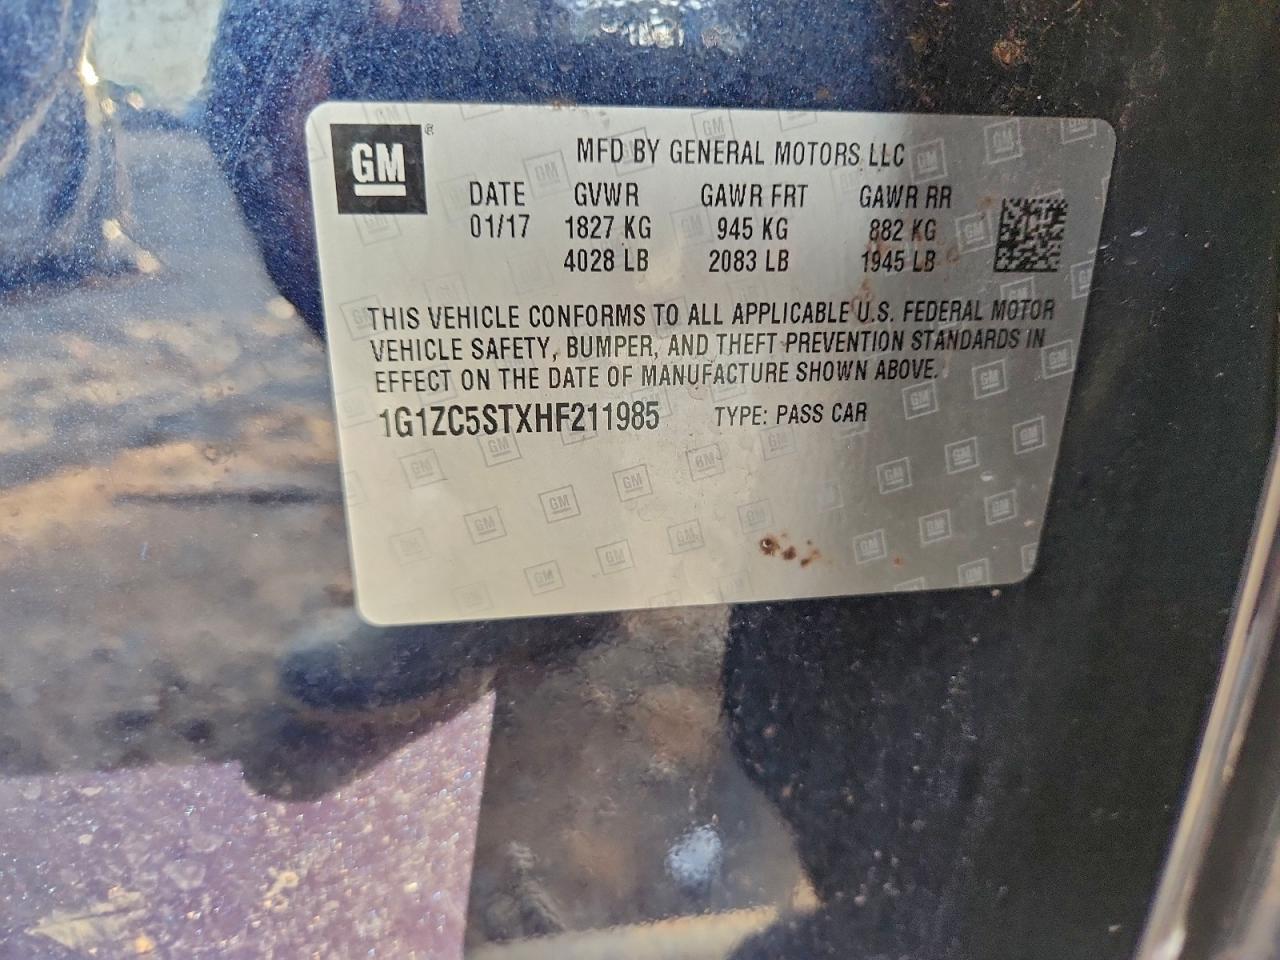 GM ®
MFD BY GENERAL MOTORS LLC
DATE GVWR GAWR FRT GAWR RR
01/17 1827 KG 945 KG 882 KG
4028 LB 2083 LB 1945 LB
THIS VEHICLE CONFORMS TO ALL APPLICABLE U.S. FEDERAL MOTOR
VEHICLE SAFETY, BUMPER, AND THEFT PREVENTION STANDARDS IN
EFFECT ON THE DATE OF MANUFACTURE SHOWN ABOVE.
1G1ZC5STXHF211985 TYPE: PASS CAR